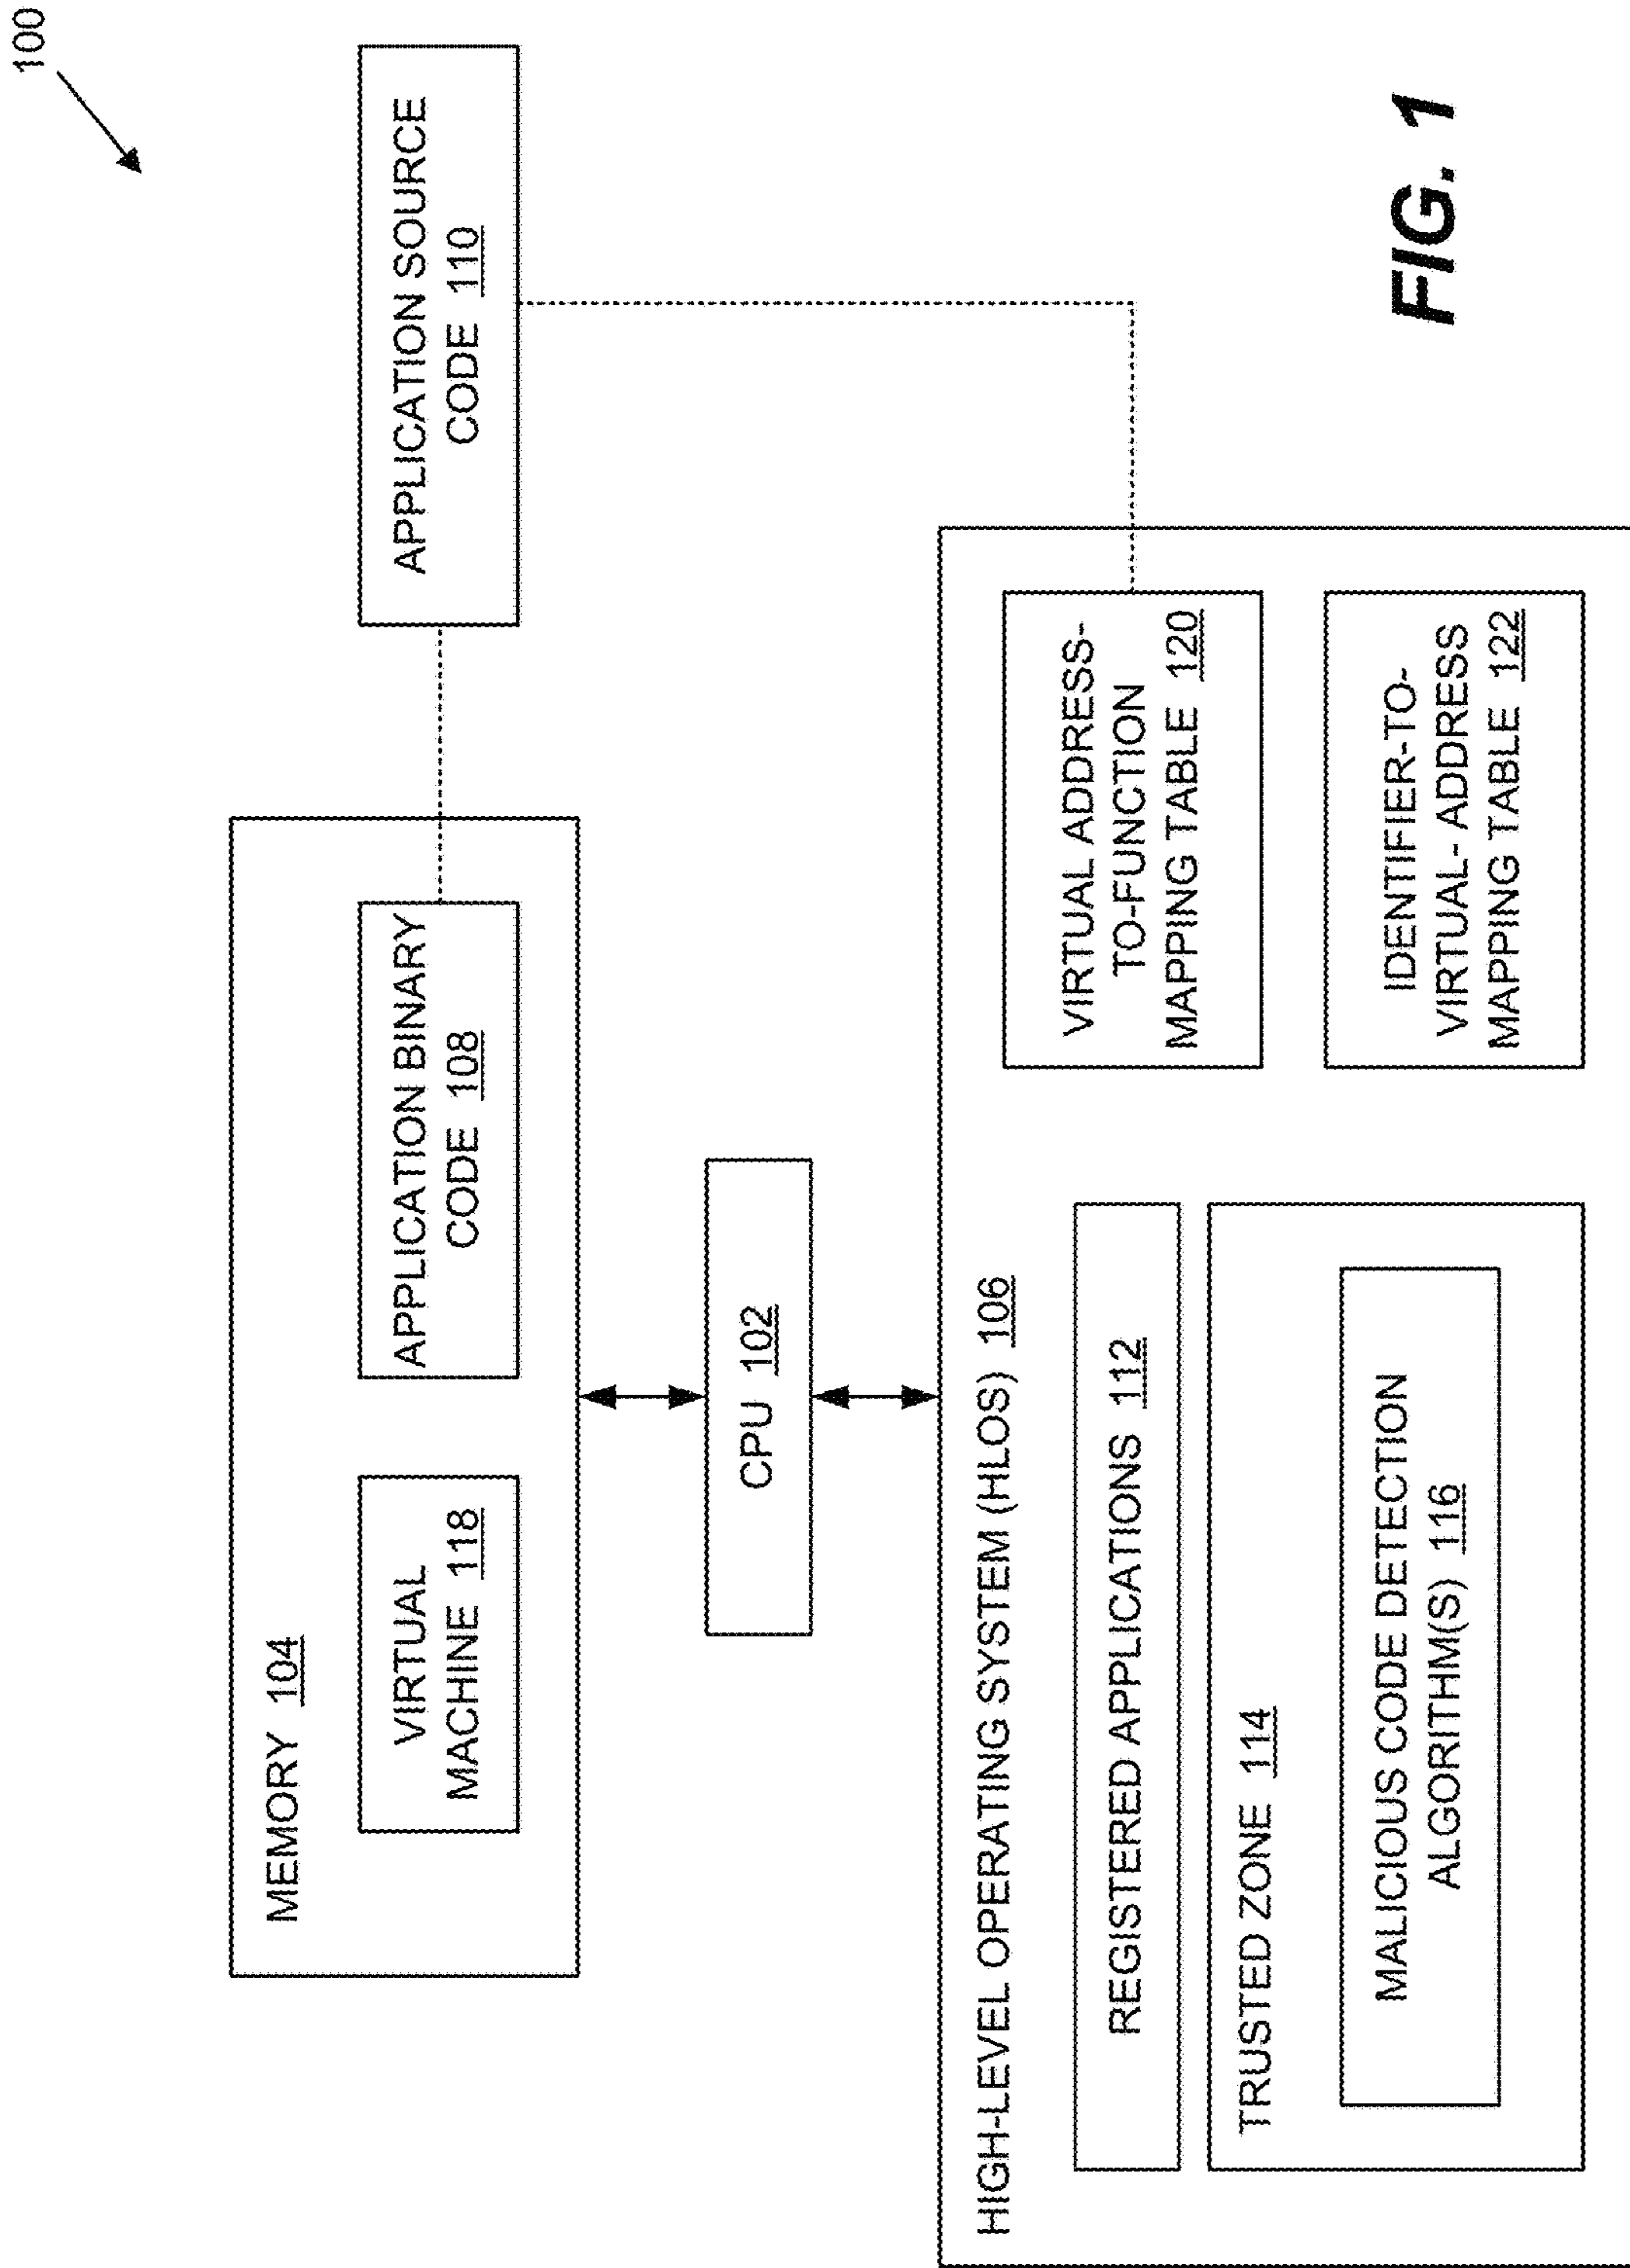 100
MEMORY 104
VIRTUAL
MACHINE 118
APPLICATION BINARY
CODE 108
APPLICATION SOURCE
CODE 110
CPU 102
HIGH-LEVEL OPERATING SYSTEM (HLOS) 106
REGISTERED APPLICATIONS 112
TRUSTED ZONE 114
MALICIOUS CODE DETECTION
ALGORITHM(S) 116
VIRTUAL ADDRESS-
TO-FUNCTION
MAPPING TABLE 120
IDENTIFIER-TO-
VIRTUAL- ADDRESS
MAPPING TABLE 122
FIG. 1